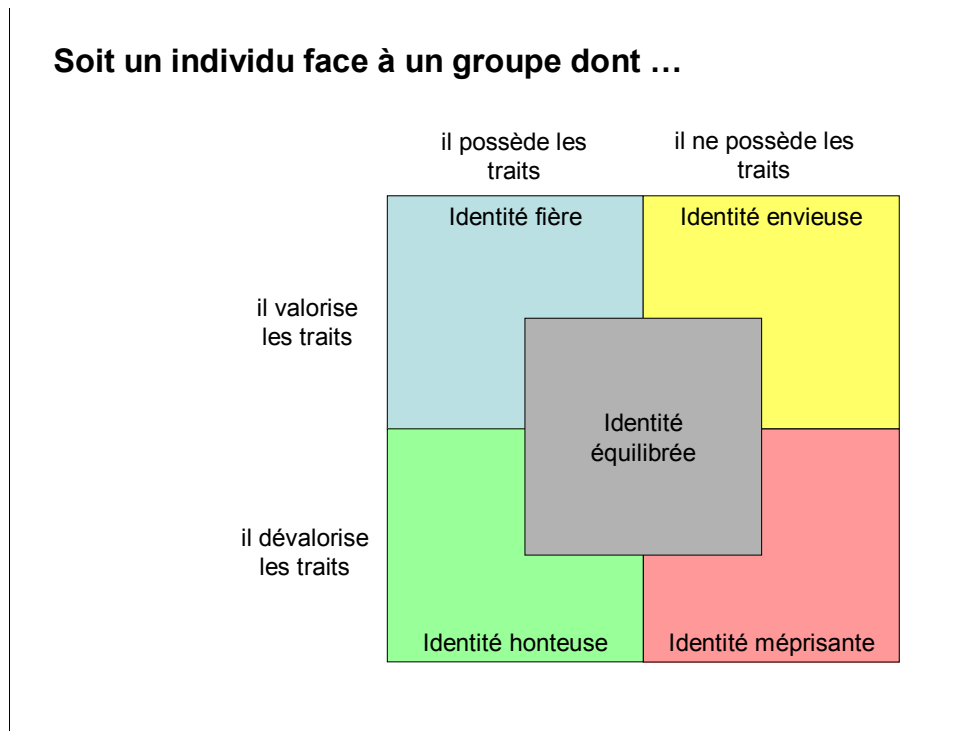 Soit un individu face à un groupe dont …
il possède les
traits
il ne possède les
traits
Identité fière
Identité envieuse
il valorise
les traits
Identité
équilibrée
il dévalorise
les traits
Identité honteuse
Identité méprisante